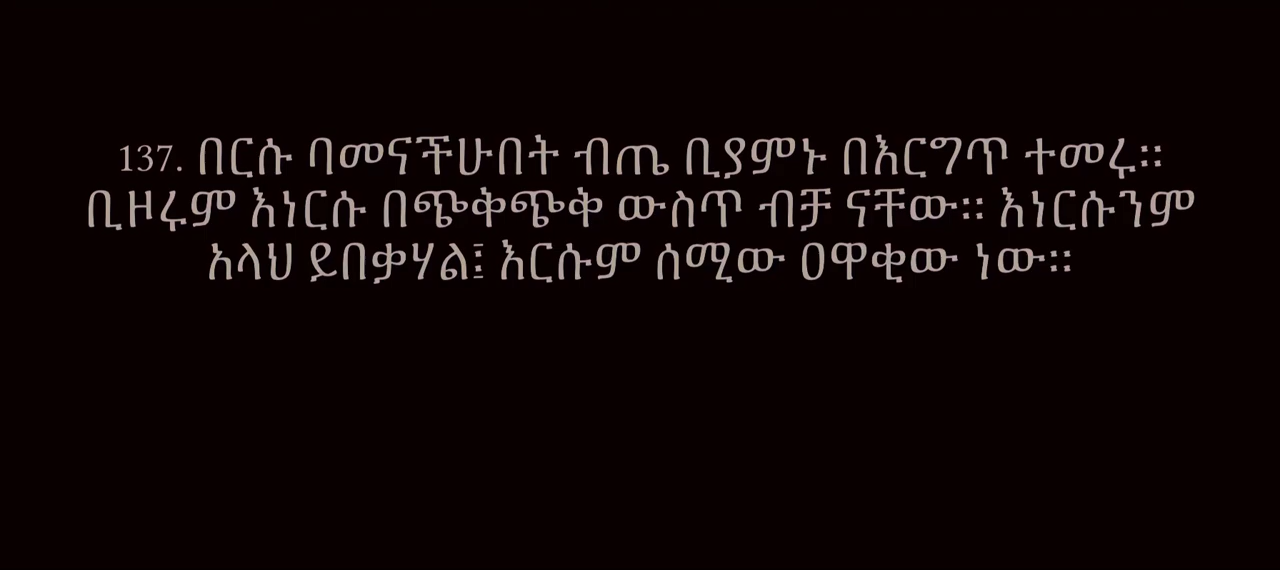 137. በርሱ ባመናችሁበት ብጤ ቢያምኑ በእርግጥ ተመሩ፡፡
ቢዞሩም እነርሱ በጭቅጭቅ ውስጥ ብቻ ናቸው፡፡ እነርሱንም
አላህ ይበቃሃል፤ እርሱም ሰሚው ዐዋቂው ነው፡፡